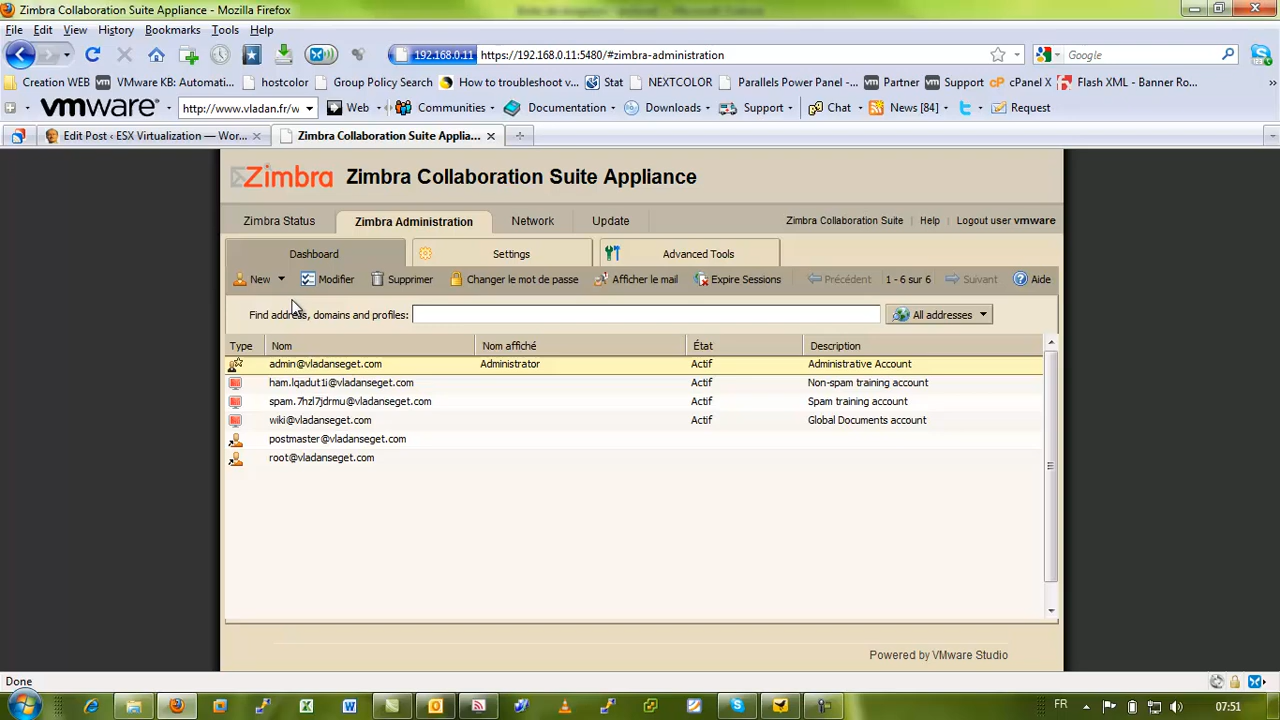 Zimbra Collaboration Suite Appliance - Mozilla Firefox
File Edit View History Bookmarks Tools Help
192.168.0.11 https://192.168.0.11:5480/#zimbra-administration Google
Creation WEB VMware KB: Automati... hostcolor Group Policy Search How to troubleshoot ... Stat NEXTCOLO... Parallels Power Panel -... Partner Support cPanel X Flash XML - Banner Ro...
vmware http://www.vladan.fr/w Web Communities Documentation Downloads Support Chat News [84] Request
Edit Post ‹ ESX Virtualization — Wor... Zimbra Collaboration Suite Applia...
Zimbra Zimbra Collaboration Suite Appliance
Zimbra Status Zimbra Administration Network Update Zimbra Collaboration Suite Help Logout user vmware
Dashboard Settings Advanced Tools
New Modifier Supprimer Changer le mot de passe Afficher le mail Expire Sessions Précédent 1 - 6 sur 6 Suivant Aide
Find address, domains and profiles: All addresses
Type Nom Nom affiché État Description
admin@vladanseget.com Administrator Actif Administrative Account
ham.lqadut1i@vladanseget.com Actif Non-spam training account
spam.7hzl7jdrmu@vladanseget.com Actif Spam training account
wiki@vladanseget.com Actif Global Documents account
postmaster@vladanseget.com
root@vladanseget.com
Powered by VMware Studio
Done
FR 07:51